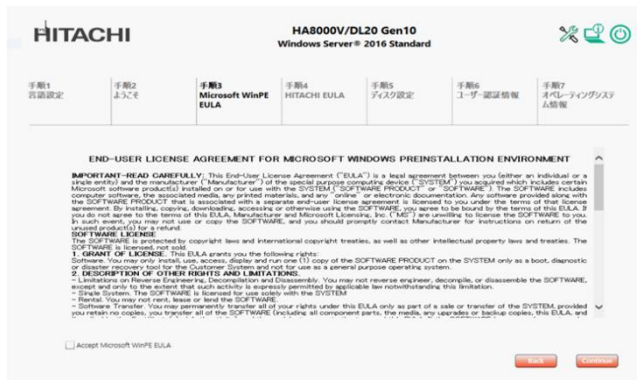 HITACHI
HA8000V/DL20 Gen10
Windows Server® 2016 Standard
手順1
言語設定
手順2
ようこそ
手順3
Microsoft WinPE
EULA
手順4
HITACHI EULA
手順5
ディスク設定
手順6
ユーザー認証情報
手順7
オペレーティングシステ
ム情報
END-USER LICENSE AGREEMENT FOR MICROSOFT WINDOWS PREINSTALLATION ENVIRONMENT
IMPORTANT-READ CAREFULLY: This End-User License Agreement ("EULA") is a legal agreement between you (either an individual or a
single entity) and the manufacturer ("Manufacturer") of the special purpose computing device ("SYSTEM") you acquired which includes certain
Microsoft software product(s) installed on or for use with the SYSTEM ("SOFTWARE PRODUCT" or "SOFTWARE"). The SOFTWARE includes
computer software, the associated media, any printed materials, and any "online" or electronic documentation. Any software provided along with
the SOFTWARE PRODUCT that is associated with a separate end-user license agreement is licensed to you under the terms of that license
agreement. By installing, copying, downloading, accessing or otherwise using the SOFTWARE, you agree to be bound by the terms of this EULA. If
you do not agree to the terms of this EULA, Manufacturer and Microsoft Licensing, Inc. ("MS") are unwilling to license the SOFTWARE to you.
In such event, you may not use or copy the SOFTWARE, and you should promptly contact Manufacturer for instructions on return of the
unused product(s) for a refund.
SOFTWARE LICENSE
The SOFTWARE is protected by copyright laws and international copyright treaties, as well as other intellectual property laws and treaties. The
SOFTWARE is licensed, not sold.
1. GRANT OF LICENSE. This EULA grants you the following rights:
Software. You may only install, use, access, display and run one (1) copy of the SOFTWARE PRODUCT on the SYSTEM only as a boot, diagnostic
or disaster recovery tool for the Customer System and not for use as a general purpose operating system.
2. DESCRIPTION OF OTHER RIGHTS AND LIMITATIONS.
- Limitations on Reverse Engineering, Decompilation and Disassembly. You may not reverse engineer, decompile, or disassemble the SOFTWARE,
except and only to the extent that such activity is expressly permitted by applicable law notwithstanding this limitation.
- Single System. The SOFTWARE is licensed for use solely with the SYSTEM
- Rental. You may not rent, lease or lend the SOFTWARE.
- Software Transfer. You may permanently transfer all of your rights under this EULA only as part of a sale or transfer of the SYSTEM, provided
you retain no copies, you transfer all of the SOFTWARE (including all component parts, the media, any upgrades or backup copies, this EULA, and
Accept Microsoft WinPE EULA
Back
Continue